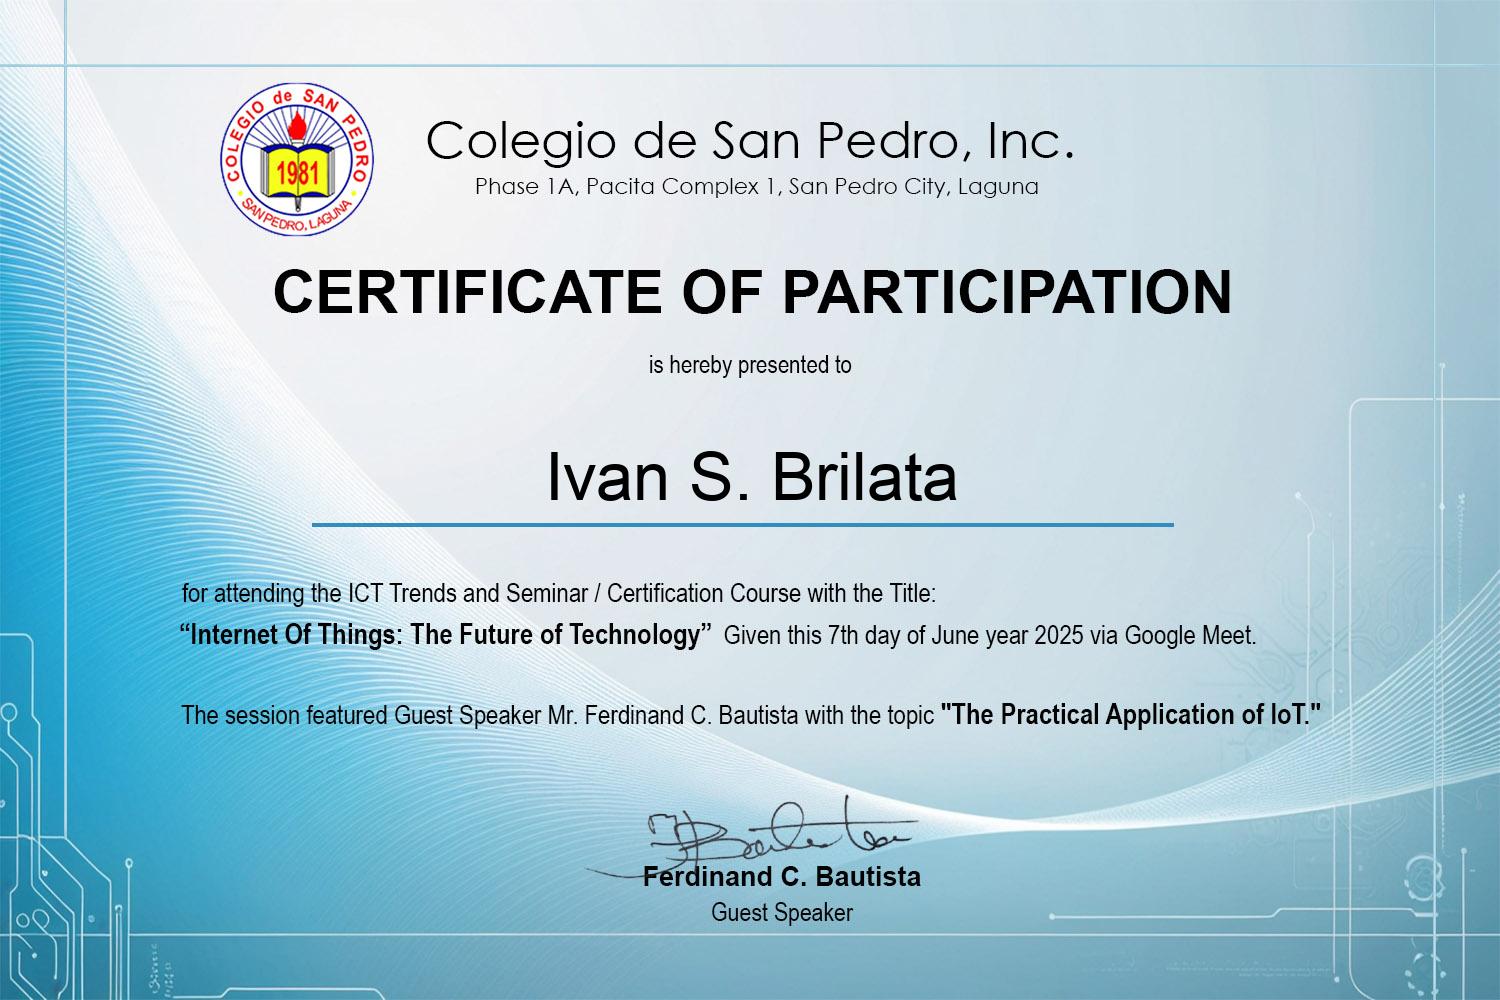 COLEGIO de SAN PEDRO
1981
SAN PEDRO, LAGUNA
Colegio de San Pedro, Inc.
Phase 1A, Pacita Complex 1, San Pedro City, Laguna
CERTIFICATE OF PARTICIPATION
is hereby presented to
Ivan S. Brilata
for attending the ICT Trends and Seminar / Certification Course with the Title:
“Internet Of Things: The Future of Technology” Given this 7th day of June year 2025 via Google Meet.
The session featured Guest Speaker Mr. Ferdinand C. Bautista with the topic "The Practical Application of IoT."
Ferdinand C. Bautista
Guest Speaker